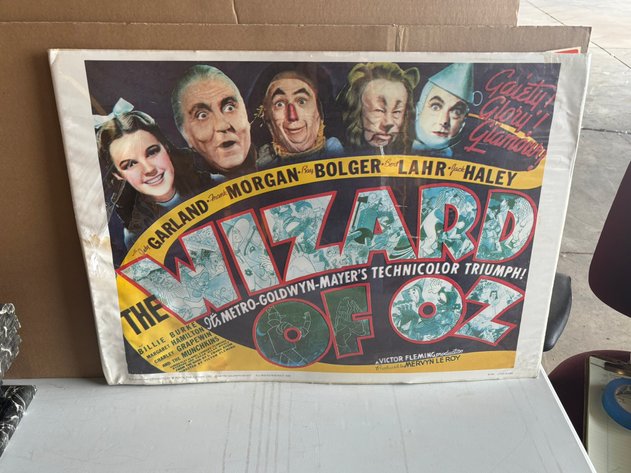 Gaiety!
Glory!
Glamour!
Judy GARLAND · Frank MORGAN · Ray BOLGER · Bert LAHR · Jack HALEY
THE WIZARD
OF OZ
It's METRO-GOLDWYN-MAYER'S TECHNICOLOR TRIUMPH!
BILLIE BURKE
MARGARET HAMILTON
CHARLEY GRAPEWIN
AND THE MUNCHKINS
A VICTOR FLEMING production
Produced by MERVYN LE ROY